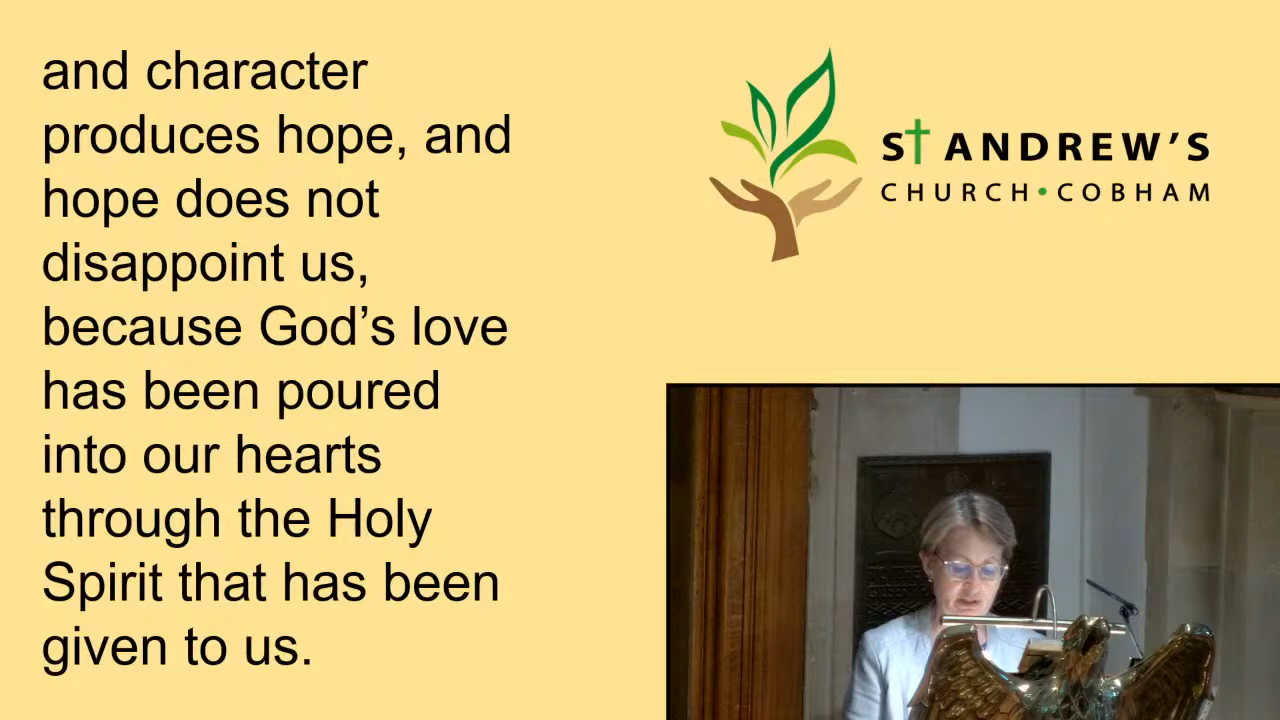 and character
produces hope, and
hope does not
disappoint us,
because God’s love
has been poured
into our hearts
through the Holy
Spirit that has been
given to us.
ST ANDREW’S
CHURCH•COBHAM